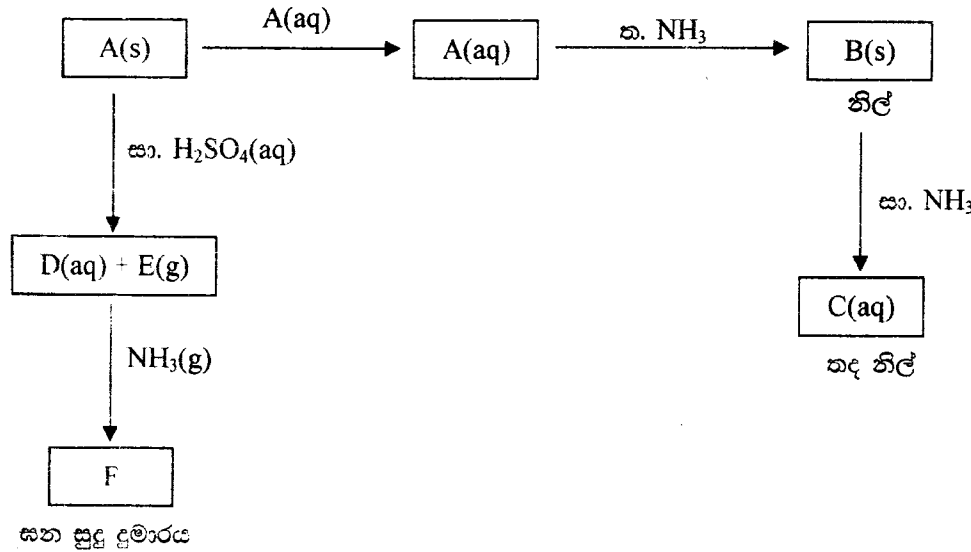 A(s)
A(aq)
A(aq)
ත. NH₃
B(s)
නිල්
සා. H₂SO₄(aq)
සා. NH₃
D(aq) + E(g)
C(aq)
තද නිල්
NH₃(g)
F
ඝන සුදු දුමාරය